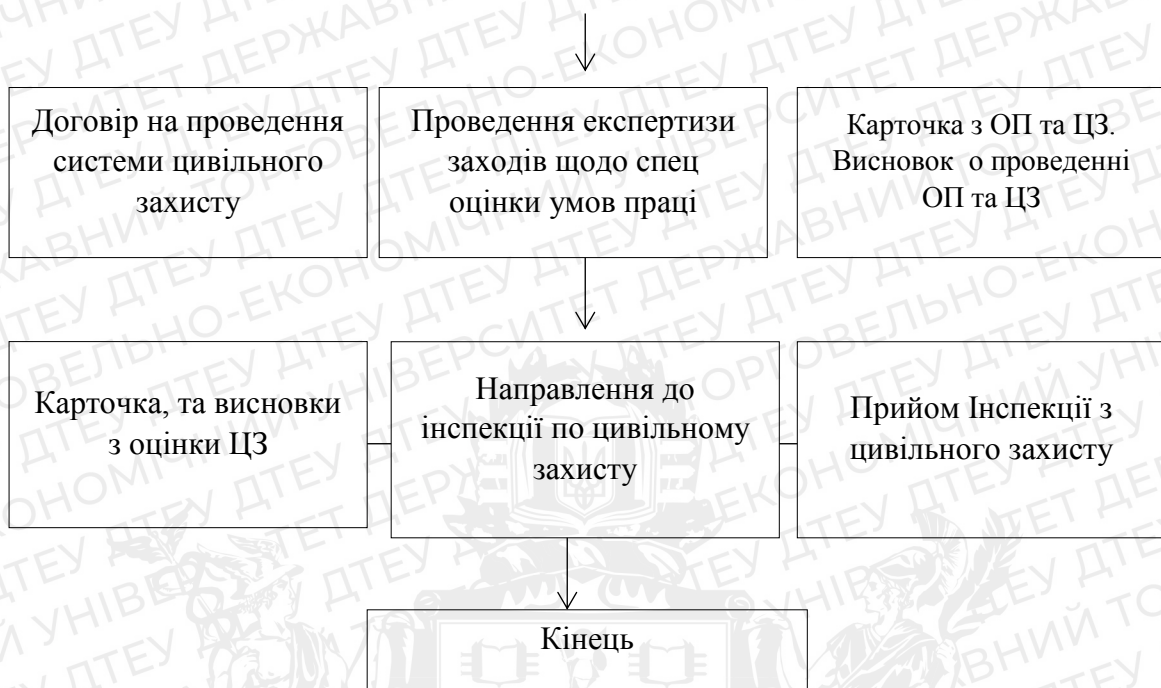 Договір на проведення
системи цивільного
захисту
Проведення експертизи
заходів щодо спец
оцінки умов праці
Карточка з ОП та ЦЗ.
Висновок о проведенні
ОП та ЦЗ
Карточка, та висновки
з оцінки ЦЗ
Направлення до
інспекції по цивільному
захисту
Прийом Інспекції з
цивільного захисту
Кінець